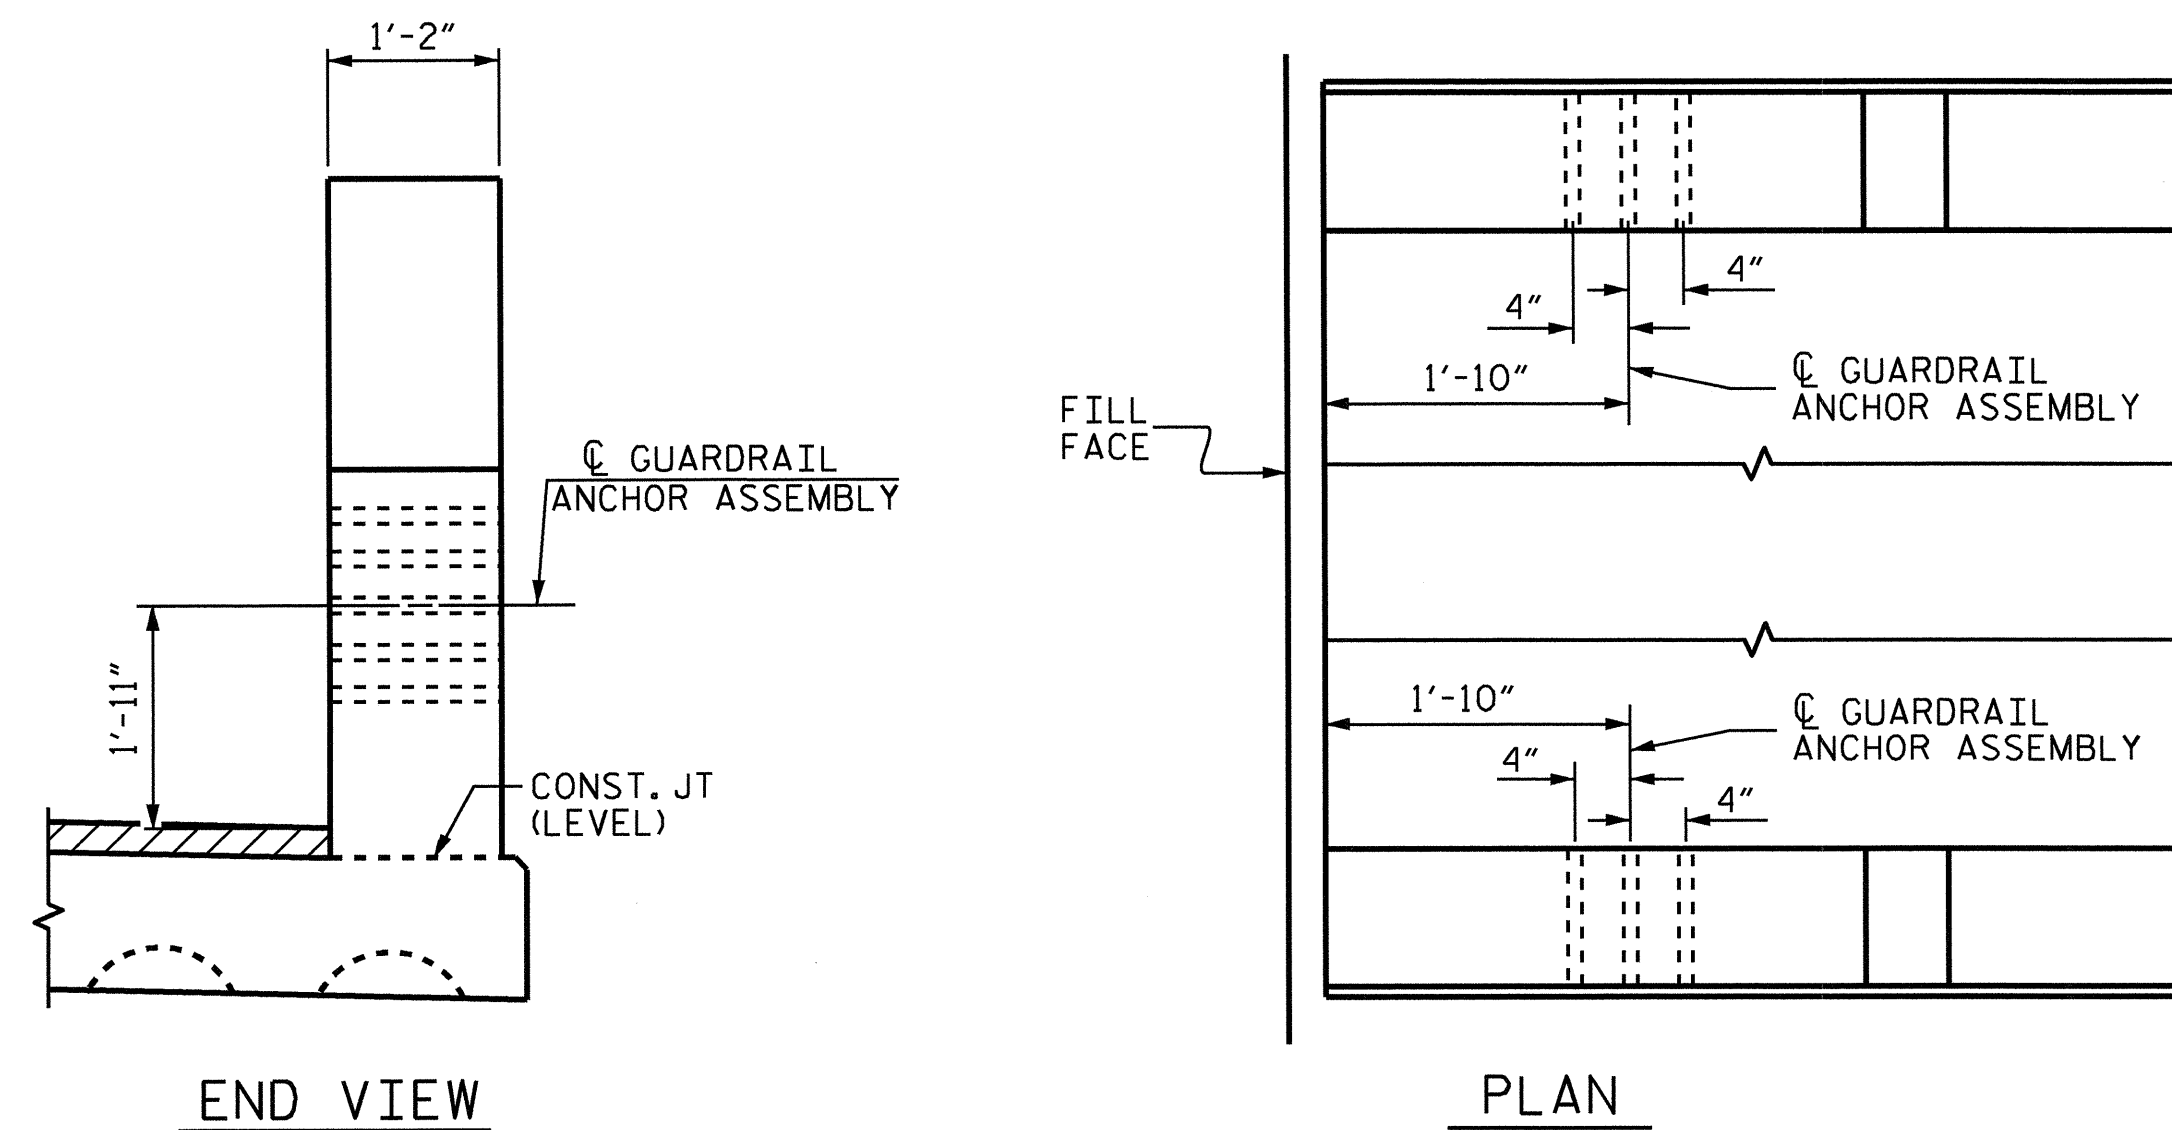 1'-2"
℄ GUARDRAIL
ANCHOR ASSEMBLY
1'-11"
CONST. JT
(LEVEL)
END VIEW
4"
4"
1'-10"
℄ GUARDRAIL
ANCHOR ASSEMBLY
FILL
FACE
1'-10"
℄ GUARDRAIL
ANCHOR ASSEMBLY
4"
4"
PLAN